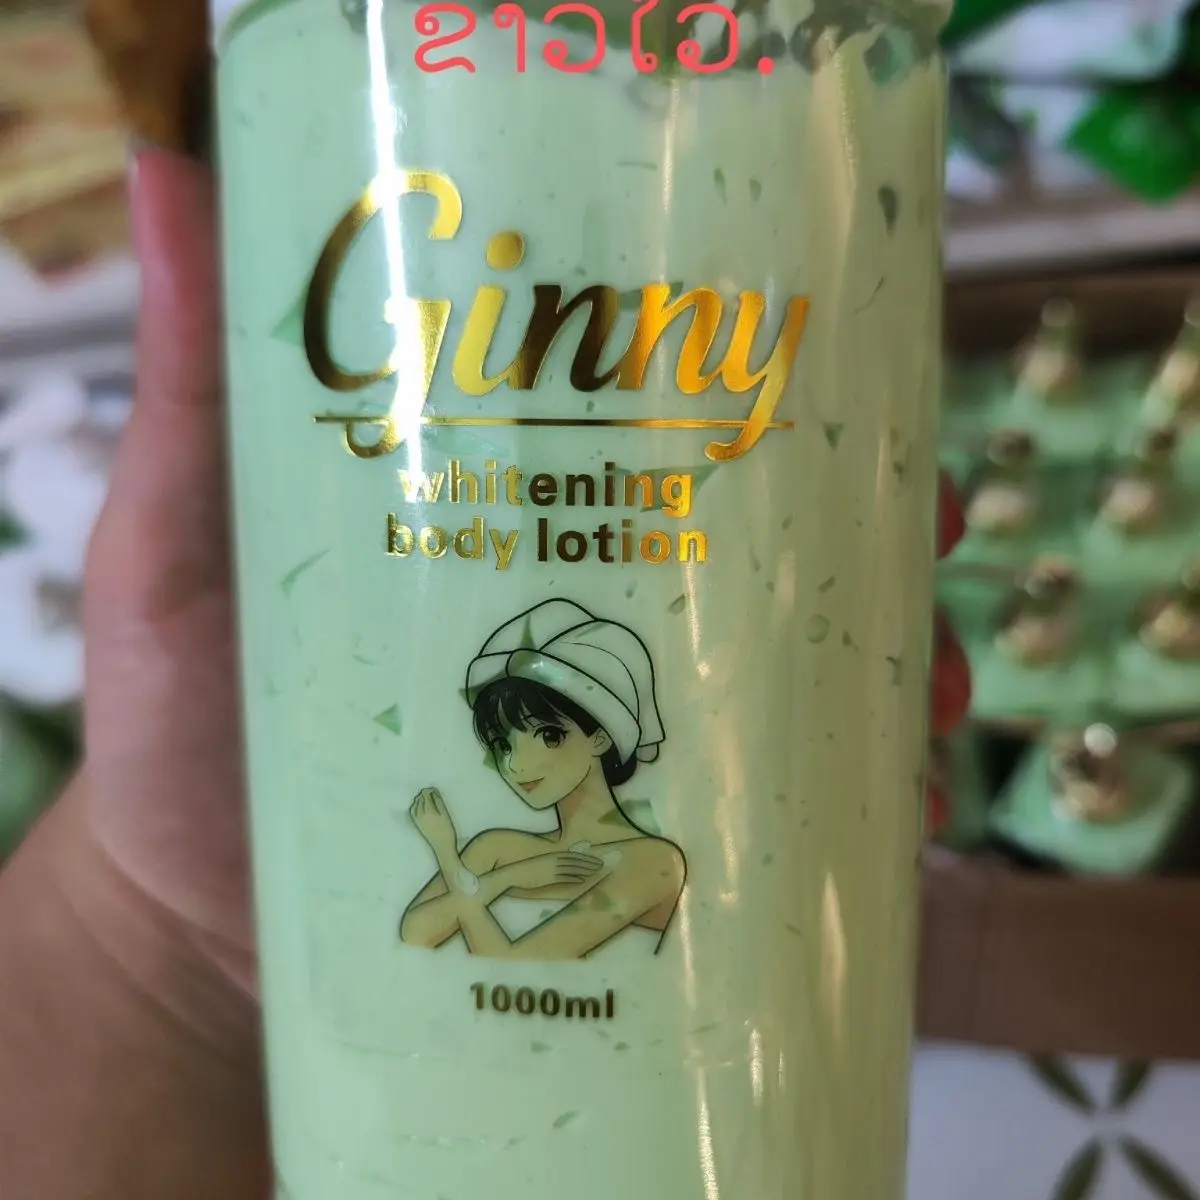 ຂາວໄວ.
Ginny
whitening
body lotion
1000ml